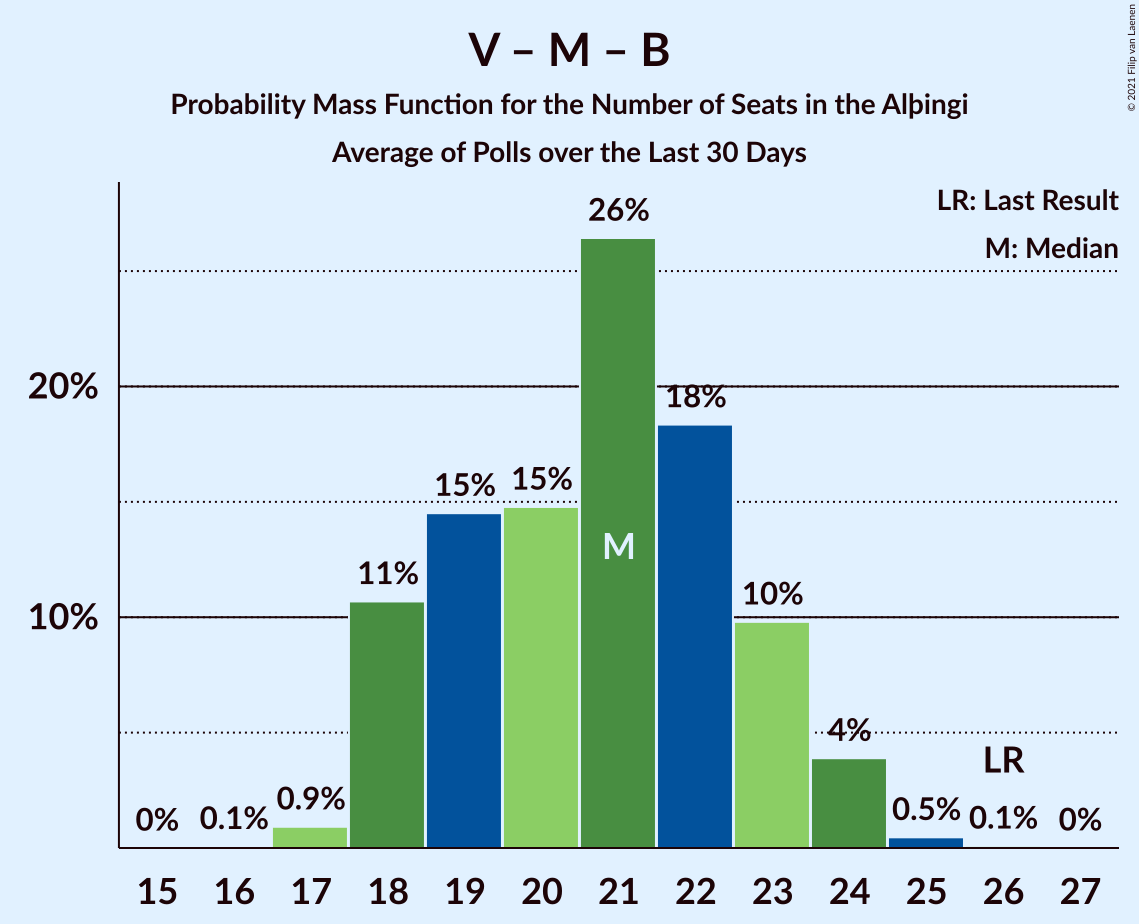 V – M – B
Probability Mass Function for the Number of Seats in the Alþingi
Average of Polls over the Last 30 Days
© 2021 Filip van Laenen
LR: Last Result
M: Median
26%
20%
18%
15%
15%
M
11%
10%
10%
4%
LR
0%
0.1%
0.9%
0.5%
0.1%
0%
15 16 17 18 19 20 21 22 23 24 25 26 27